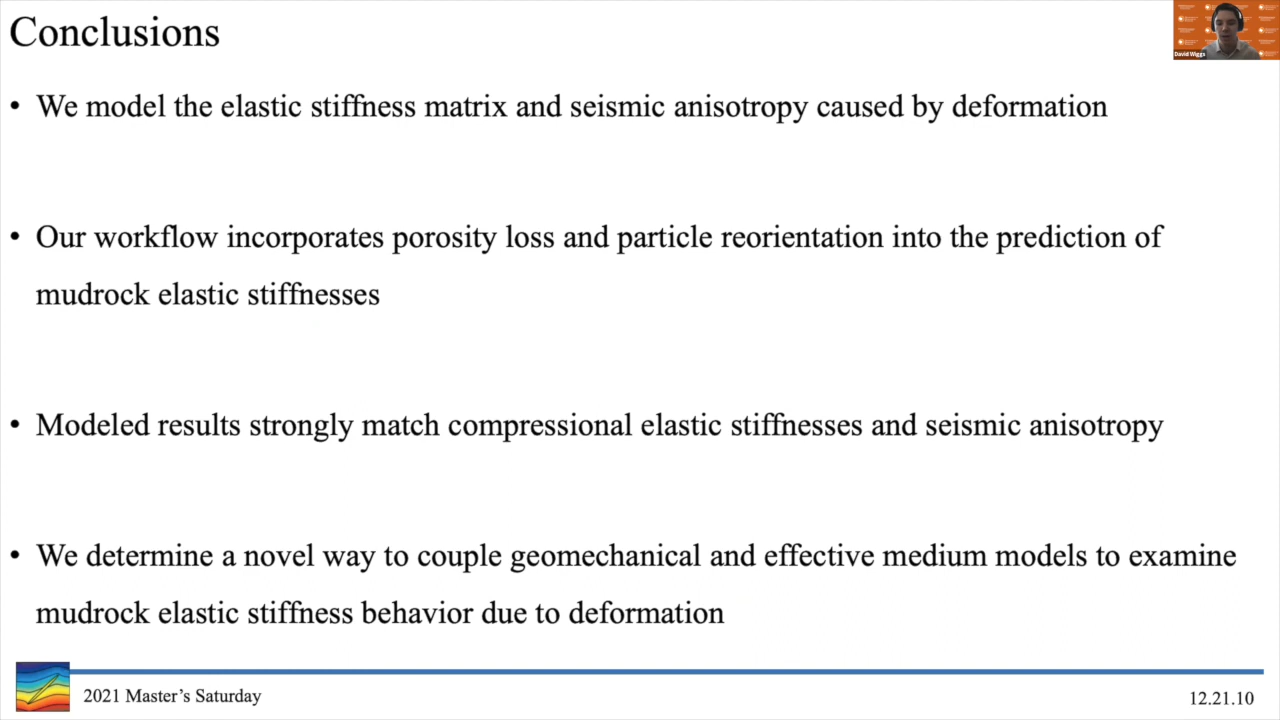 Conclusions
David Wiggs
• We model the elastic stiffness matrix and seismic anisotropy caused by deformation
• Our workflow incorporates porosity loss and particle reorientation into the prediction of
mudrock elastic stiffnesses
• Modeled results strongly match compressional elastic stiffnesses and seismic anisotropy
• We determine a novel way to couple geomechanical and effective medium models to examine
mudrock elastic stiffness behavior due to deformation
2021 Master’s Saturday
12.21.10